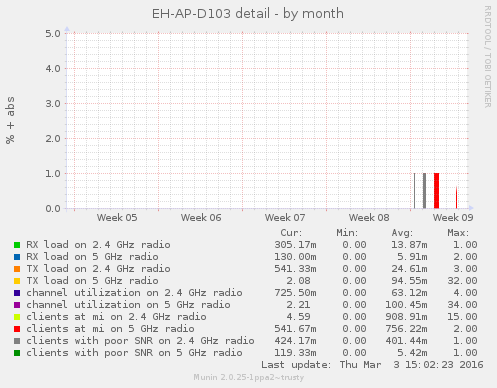 EH-AP-D103 detail - by month
RRDTOOL / TOBI OETIKER
% + abs
5.0
4.0
3.0
2.0
1.0
0.0
Week 05 Week 06 Week 07 Week 08 Week 09
Cur: Min: Avg: Max:
RX load on 2.4 GHz radio 305.17m 0.00 13.87m 1.00
RX load on 5 GHz radio 130.00m 0.00 5.91m 2.00
TX load on 2.4 GHz radio 541.33m 0.00 24.61m 3.00
TX load on 5 GHz radio 2.08 0.00 94.55m 32.00
channel utilization on 2.4 GHz radio 725.50m 0.00 63.12m 4.00
channel utilization on 5 GHz radio 2.21 0.00 100.45m 34.00
clients at mi on 2.4 GHz radio 4.59 0.00 908.91m 15.00
clients at mi on 5 GHz radio 541.67m 0.00 756.22m 2.00
clients with poor SNR on 2.4 GHz radio 424.17m 0.00 401.44m 1.00
clients with poor SNR on 5 GHz radio 119.33m 0.00 5.42m 1.00
Last update: Thu Mar 3 15:02:23 2016
Munin 2.0.25-1ppa2~trusty